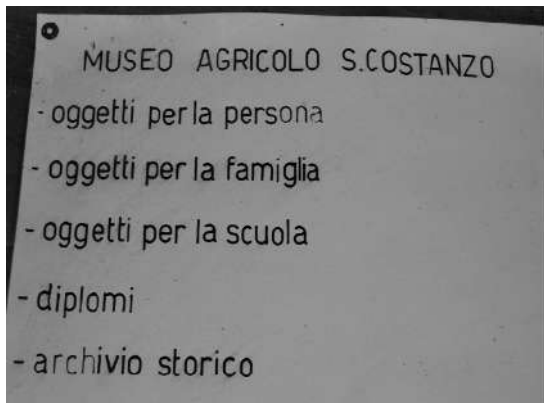 MUSEO AGRICOLO S.COSTANZO
- oggetti per la persona
- oggetti per la famiglia
- oggetti per la scuola
- diplomi
- archivio storico